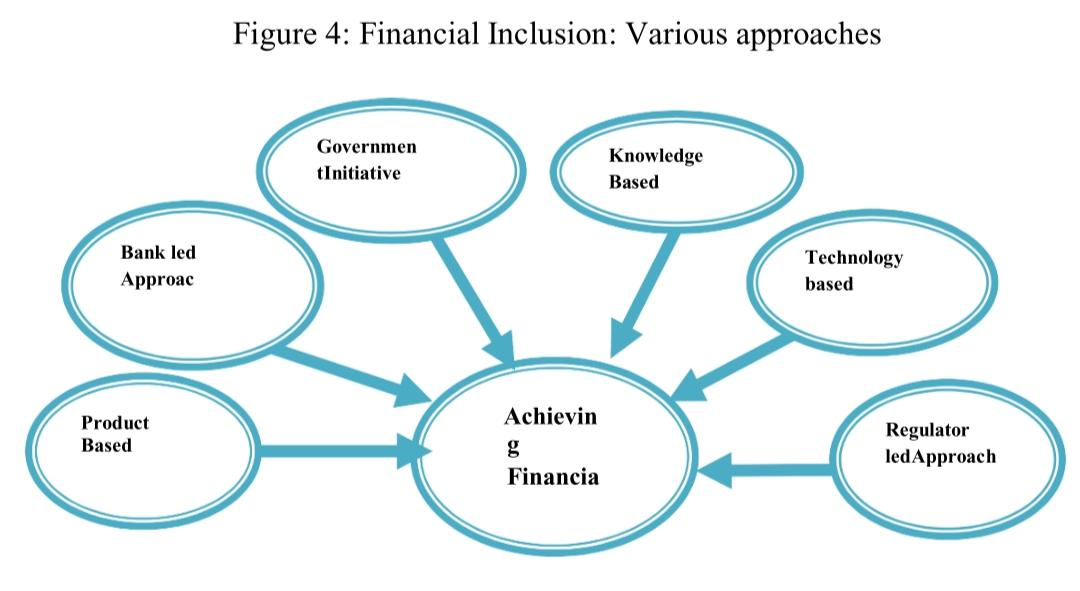 Figure 4: Financial Inclusion: Various approaches
Governmen
tInitiative
Knowledge
Based
Bank led
Approac
Technology
based
Product
Based
Achievin
g
Financia
Regulator
ledApproach